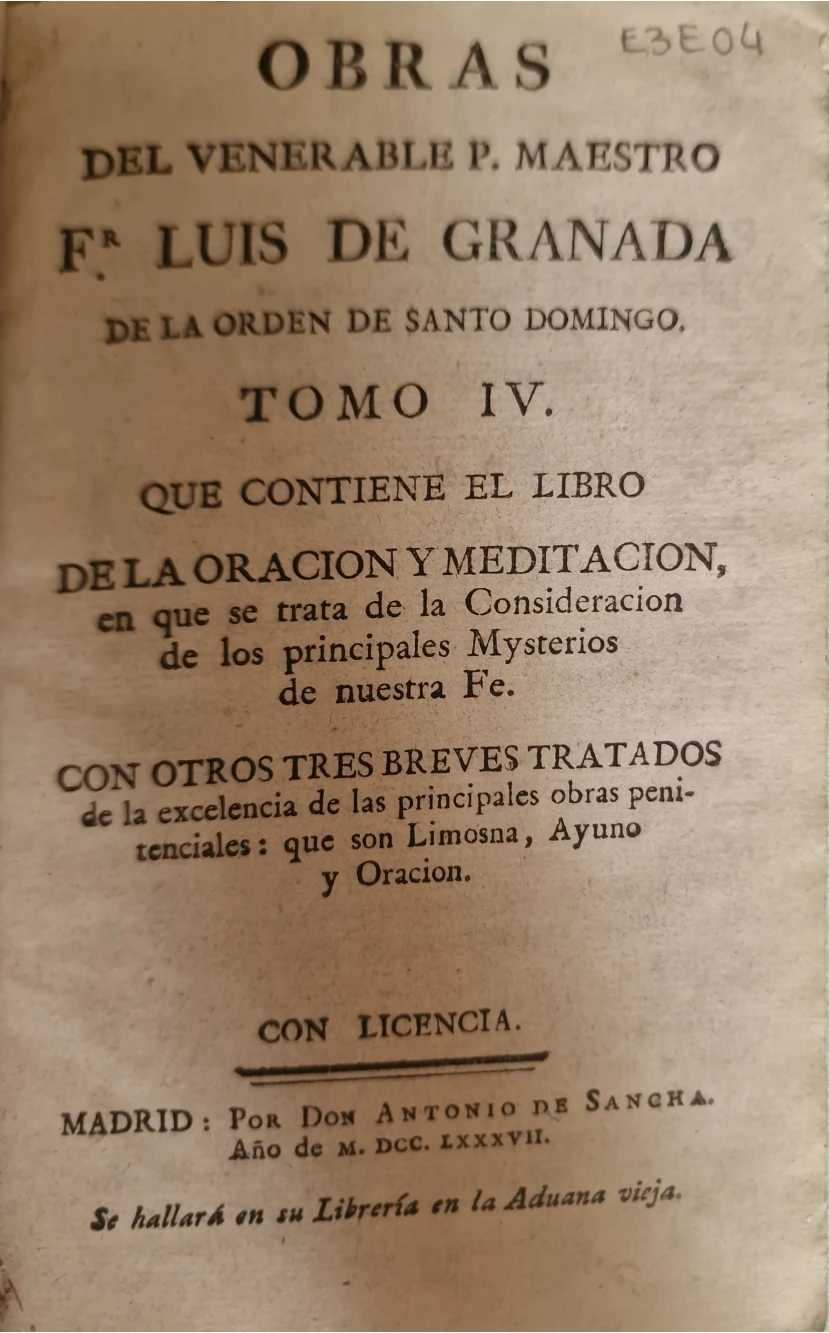 E3E04
OBRAS
DEL VENERABLE P. MAESTRO
F.R LUIS DE GRANADA
DE LA ORDEN DE SANTO DOMINGO.
TOMO IV.
QUE CONTIENE EL LIBRO
DE LA ORACION Y MEDITACION,
en que se trata de la Consideracion
de los principales Mysterios
de nuestra Fe.
CON OTROS TRES BREVES TRATADOS
de la excelencia de las principales obras peni-
tenciales: que son Limosna, Ayuno
y Oracion.
CON LICENCIA.
MADRID: POR DON ANTONIO DE SANCHA.
Año de M. DCC. LXXXVII.
Se hallará en su Librería en la Aduana vieja.